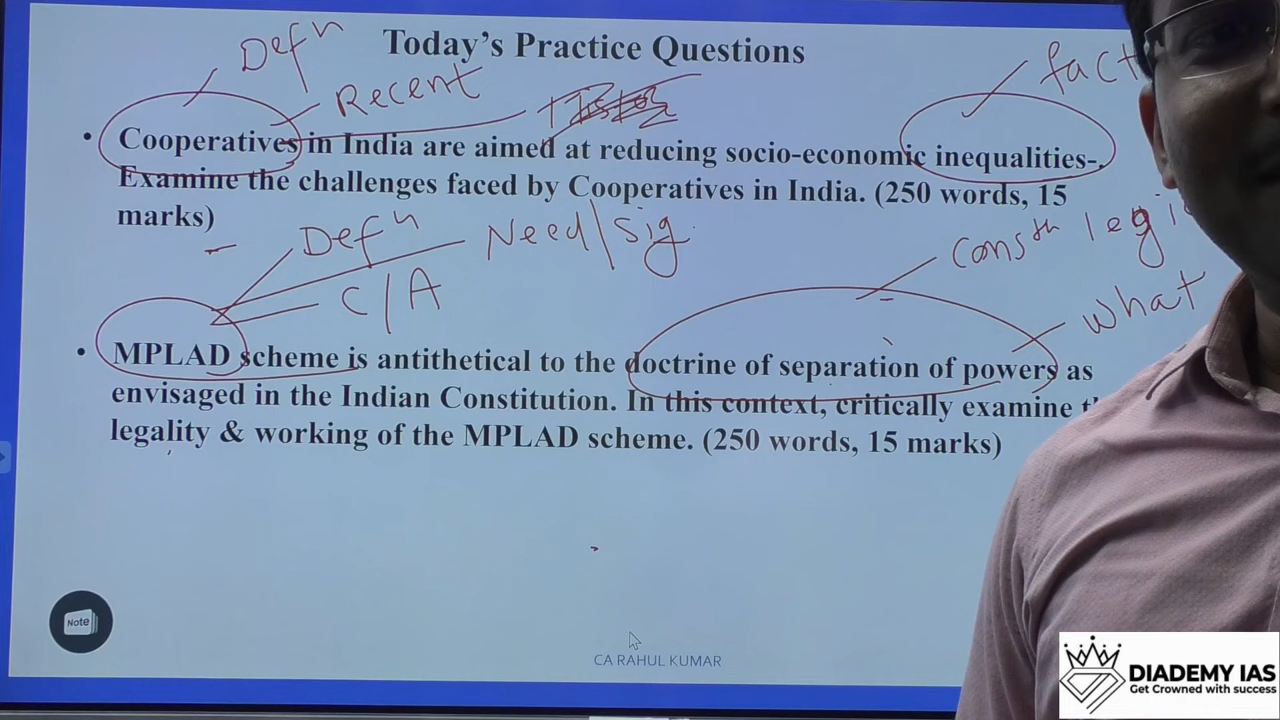 Today's Practice Questions
Defn
Recent
fact
• Cooperatives in India are aimed at reducing socio-economic inequalities-.
Examine the challenges faced by Cooperatives in India. (250 words, 15
marks)
Defn
Need/Sig
C/A
Consth
What
• MPLAD scheme is antithetical to the doctrine of separation of powers as
envisaged in the Indian Constitution. In this context, critically examine
legality & working of the MPLAD scheme. (250 words, 15 marks)
Note
CA RAHUL KUMAR
DIADEMY IAS
Get Crowned with success